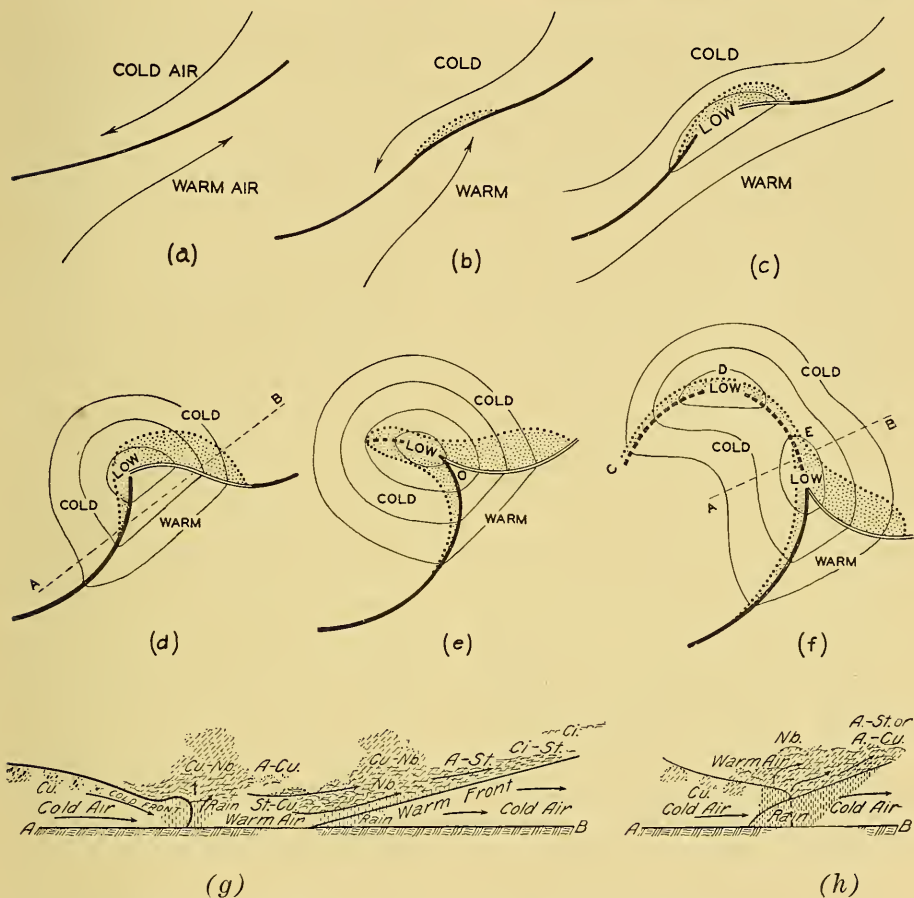 COLD AIR
WARM AIR
(a)
COLD
WARM
(b)
COLD
LOW
WARM
(c)
B
COLD
LOW
COLD
WARM
A
(d)
COLD
LOW
O
COLD
WARM
(e)
COLD
D
LOW
E
B
COLD
C
LOW
A
WARM
(f)
Cu-Nb.
A-Cu.
Cu-Nb.
Ci.
Ci-St.
A-St.
Nb.
Cu.
COLD FRONT
Rain
St-Cu.
Warm Front
Cold Air
Warm Air
Rain
Cold Air
A
B
(g)
A.-St. or
A.-Cu.
Nb.
Warm Air
Cu.
Cold Air
Rain
Cold Air
A
B
(h)